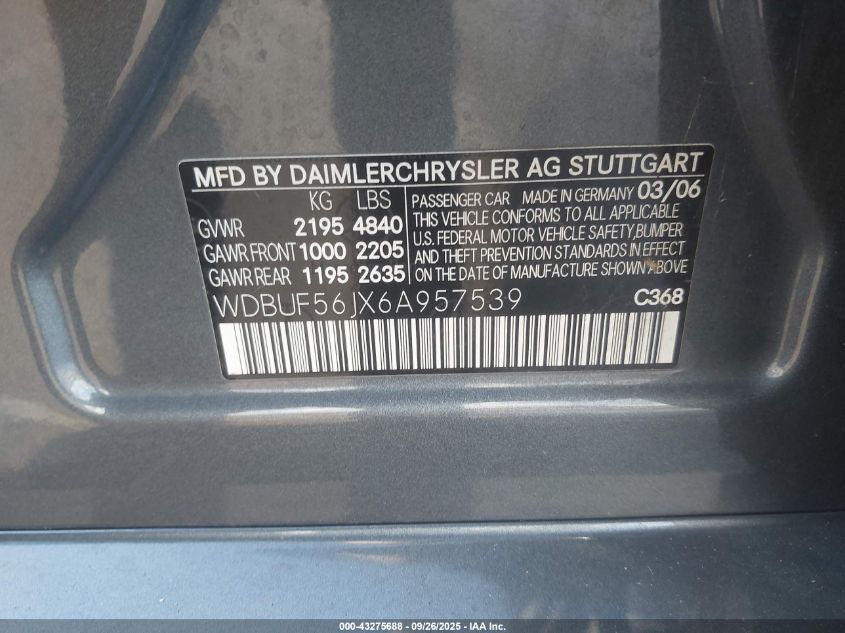 MFD BY DAIMLERCHRYSLER AG STUTTGART
KG LBS
GVWR 2195 4840
GAWR FRONT 1000 2205
GAWR REAR 1195 2635
PASSENGER CAR MADE IN GERMANY 03/06
THIS VEHICLE CONFORMS TO ALL APPLICABLE
U.S. FEDERAL MOTOR VEHICLE SAFETY,BUMPER
AND THEFT PREVENTION STANDARDS IN EFFECT
ON THE DATE OF MANUFACTURE SHOWN ABOVE
WDBUF56JX6A957539 C368
000-43275688 - 09/26/2025 - IAA Inc.